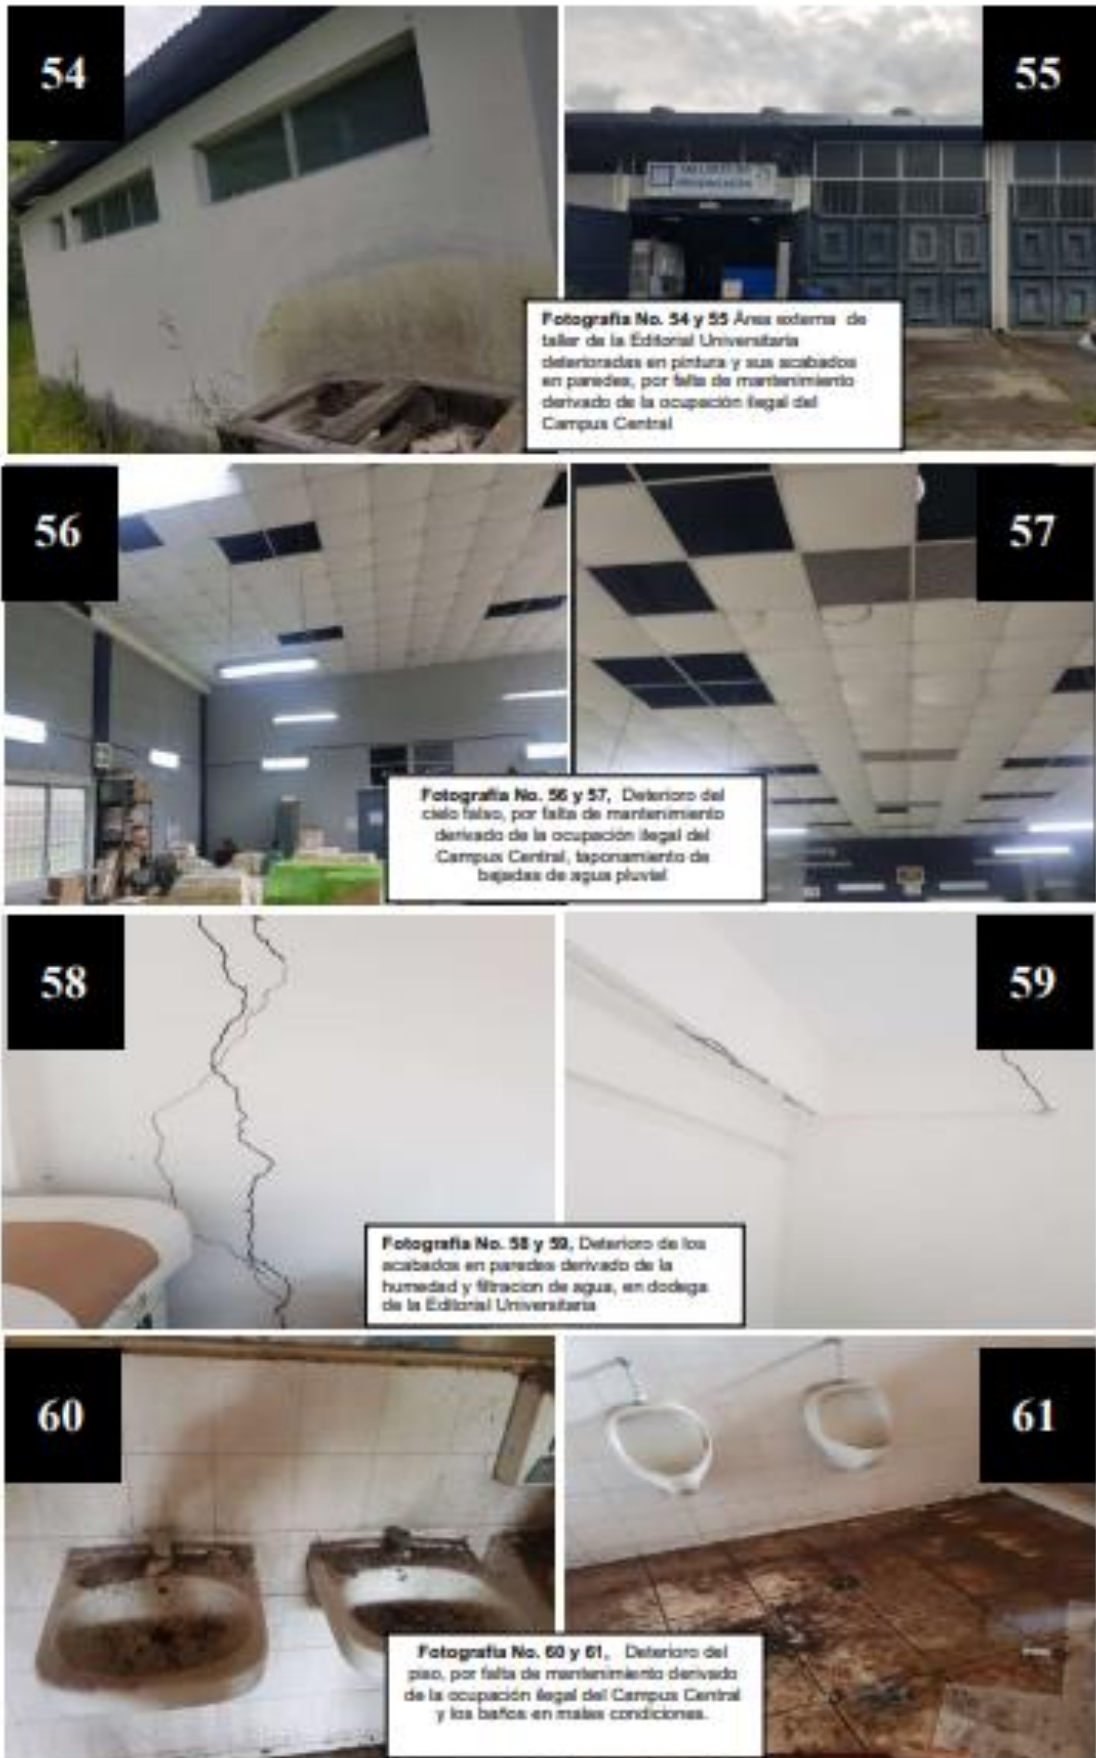 54
55
Fotografía No. 54 y 55 Área externa de
taller de la Editorial Universitaria
deterioradas en pintura y sus acabados
en paredes, por falta de mantenimiento
derivado de la ocupación ilegal del
Campus Central
56
57
Fotografía No. 56 y 57, Deterioro del
cielo falso, por falta de mantenimiento
derivado de la ocupación ilegal del
Campus Central, taponamiento de
bajadas de agua pluvial
58
59
Fotografía No. 58 y 59, Deterioro de los
acabados en paredes derivado de la
humedad y filtracion de agua, en dodega
de la Editorial Universitaria
60
61
Fotografía No. 60 y 61, Deterioro del
piso, por falta de mantenimiento derivado
de la ocupación ilegal del Campus Central
y los baños en malas condiciones.